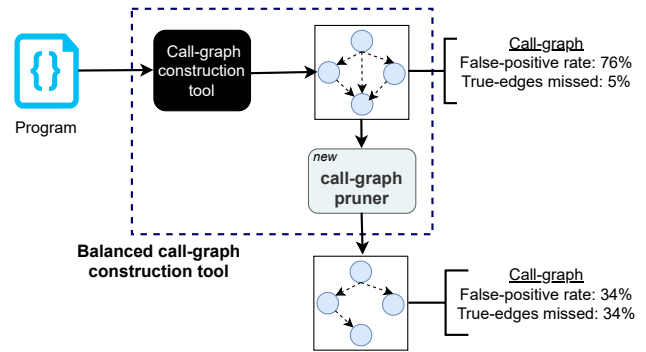 {}
Program
Call-graph
construction
tool
Call-graph
False-positive rate: 76%
True-edges missed: 5%
new
call-graph
pruner
Balanced call-graph
construction tool
Call-graph
False-positive rate: 34%
True-edges missed: 34%